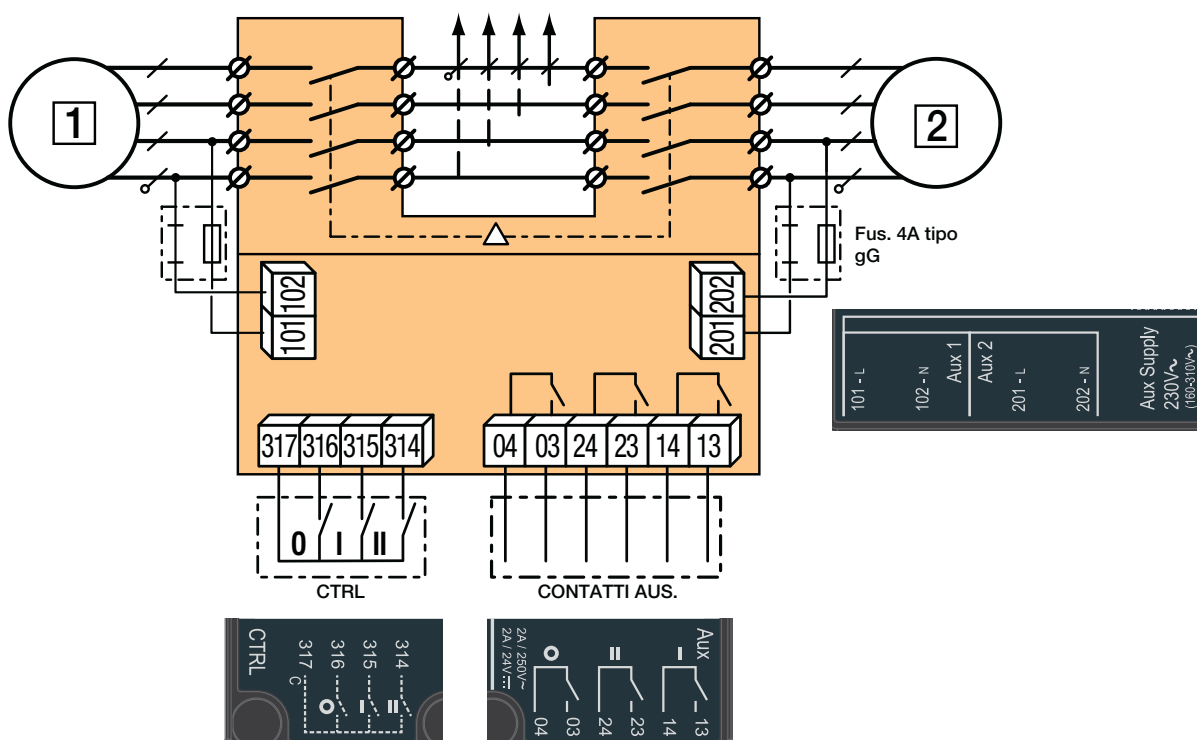 1
2
Fus. 4A tipo
gG
102
101
202
201
101 - L
102 - N
Aux 1
Aux 2
201 - L
202 - N
Aux Supply
230V~
(160-310V~)
317 316 315 314
04 03 24 23 14 13
0 I II
CTRL
CONTATTI AUS.
CTRL
317
316
315
314
C
O I II
Aux
2A / 250V~
2A / 24V⎓
O
II
I
04
03
24
23
14
13